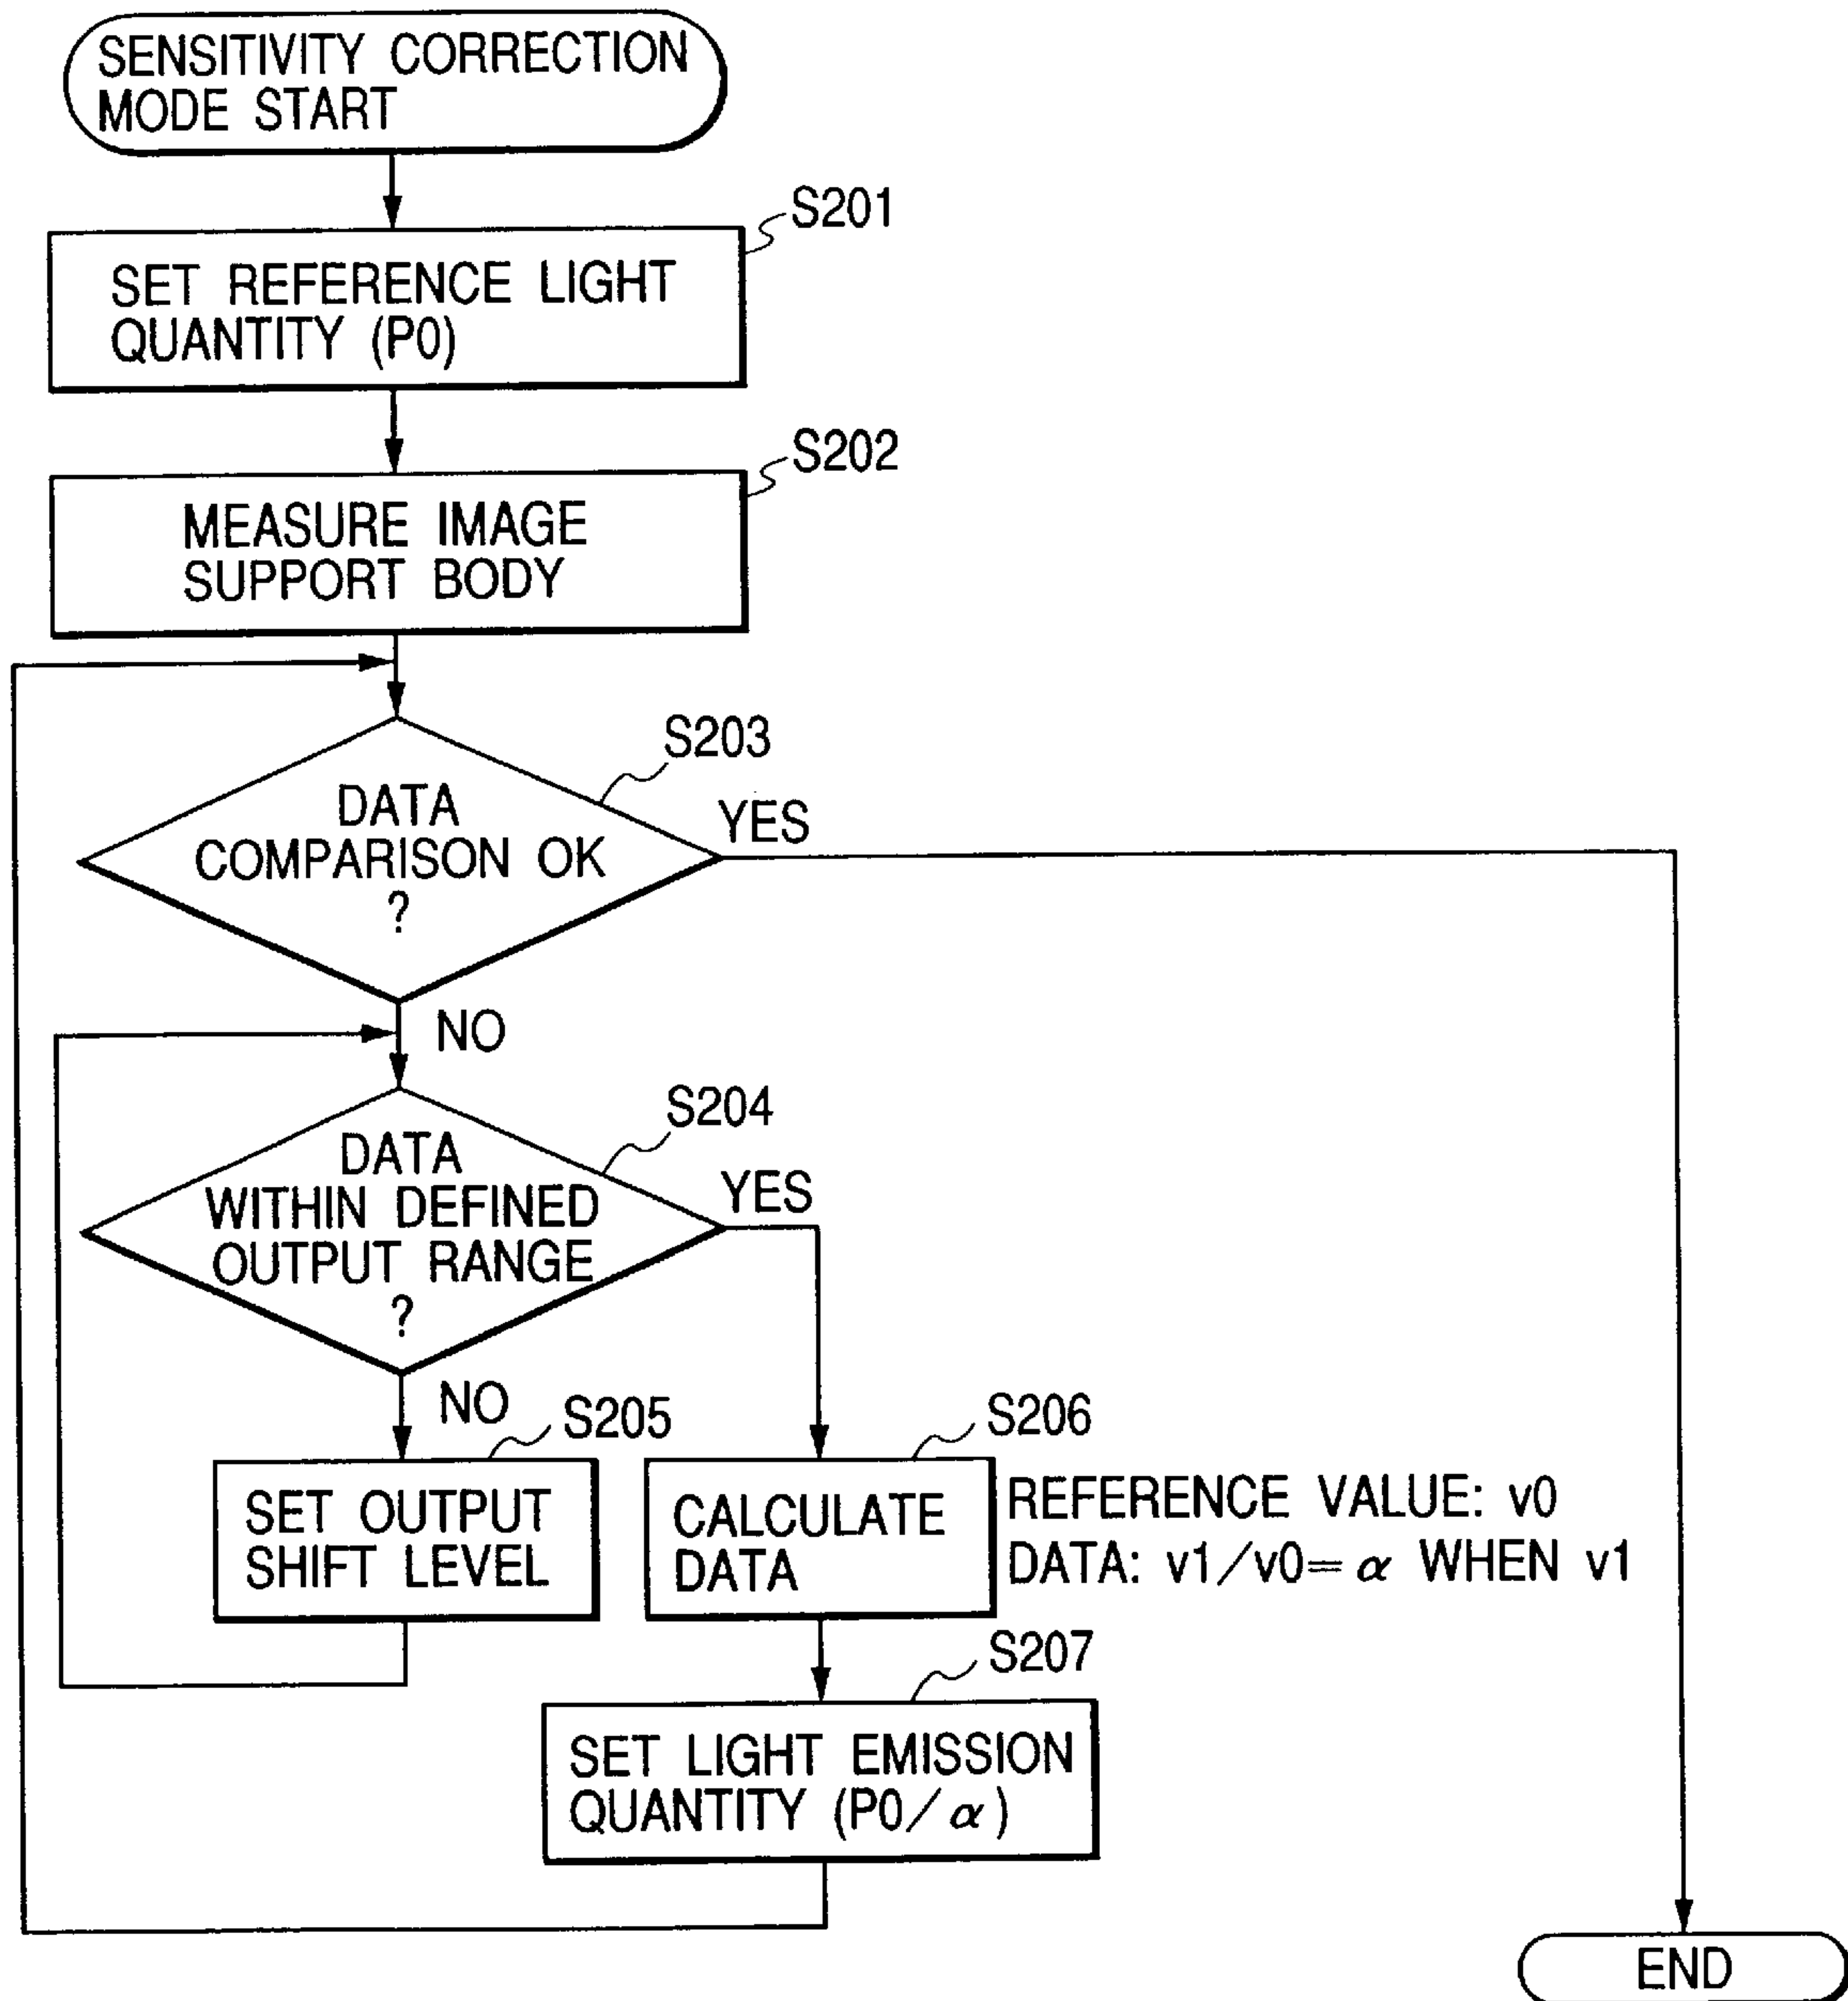 SENSITIVITY CORRECTION
MODE START
S201
SET REFERENCE LIGHT
QUANTITY (P0)
S202
MEASURE IMAGE
SUPPORT BODY
S203
DATA
COMPARISON OK
?
YES
NO
S204
DATA
WITHIN DEFINED
OUTPUT RANGE
?
YES
NO
S205
SET OUTPUT
SHIFT LEVEL
S206
CALCULATE
DATA
REFERENCE VALUE: v0
DATA: v1/v0=α WHEN v1
S207
SET LIGHT EMISSION
QUANTITY (P0/α)
END